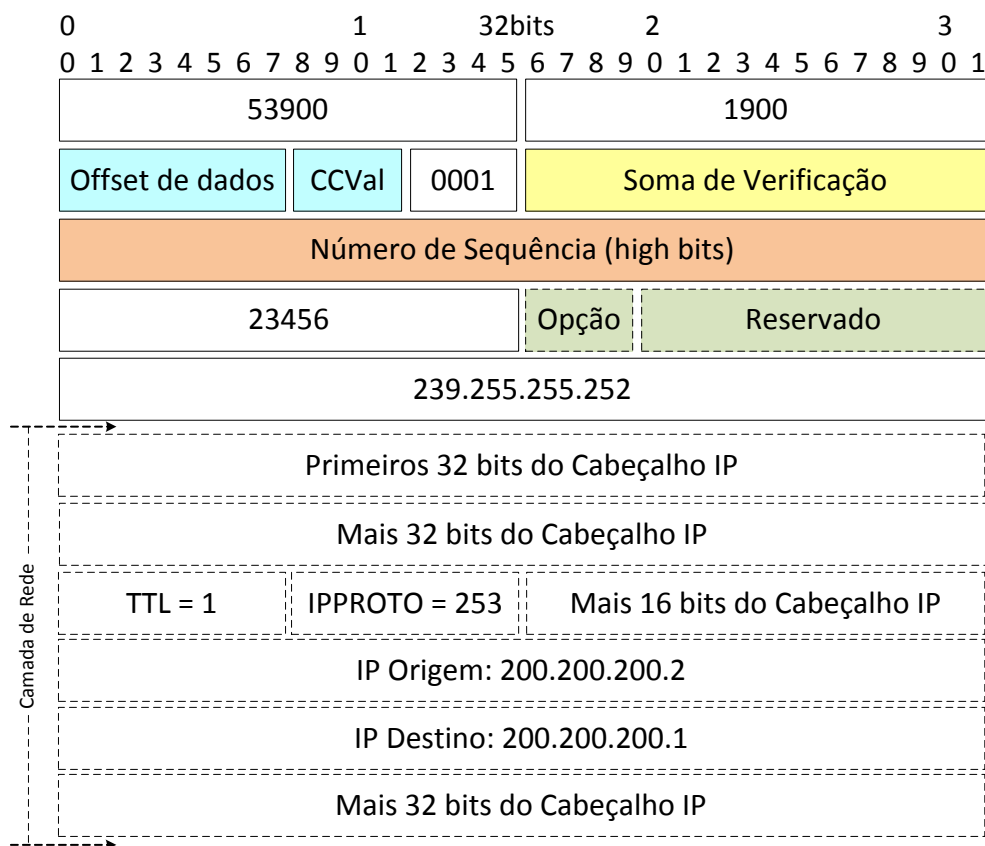 0 1 32bits 2 3
0 1 2 3 4 5 6 7 8 9 0 1 2 3 4 5 6 7 8 9 0 1 2 3 4 5 6 7 8 9 0 1
53900 1900
Offset de dados CCVal 0001 Soma de Verificação
Número de Sequência (high bits)
23456 Opção Reservado
239.255.255.252
Primeiros 32 bits do Cabeçalho IP
Mais 32 bits do Cabeçalho IP
TTL = 1 IPPROTO = 253 Mais 16 bits do Cabeçalho IP
IP Origem: 200.200.200.2
IP Destino: 200.200.200.1
Mais 32 bits do Cabeçalho IP
Camada de Rede